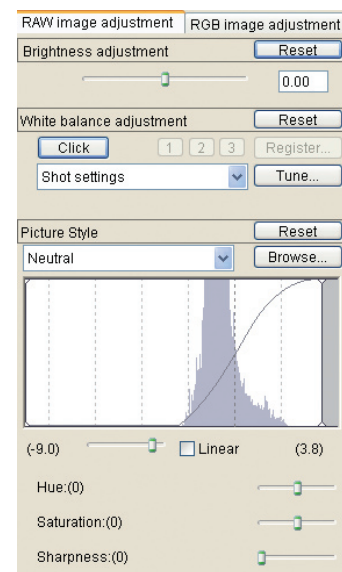 RAW image adjustment RGB image adjustment
Brightness adjustment Reset
0.00
White balance adjustment Reset
Click 1 2 3 Register...
Shot settings Tune...
Picture Style Reset
Neutral Browse...
(-9.0) Linear (3.8)
Hue:(0)
Saturation:(0)
Sharpness:(0)